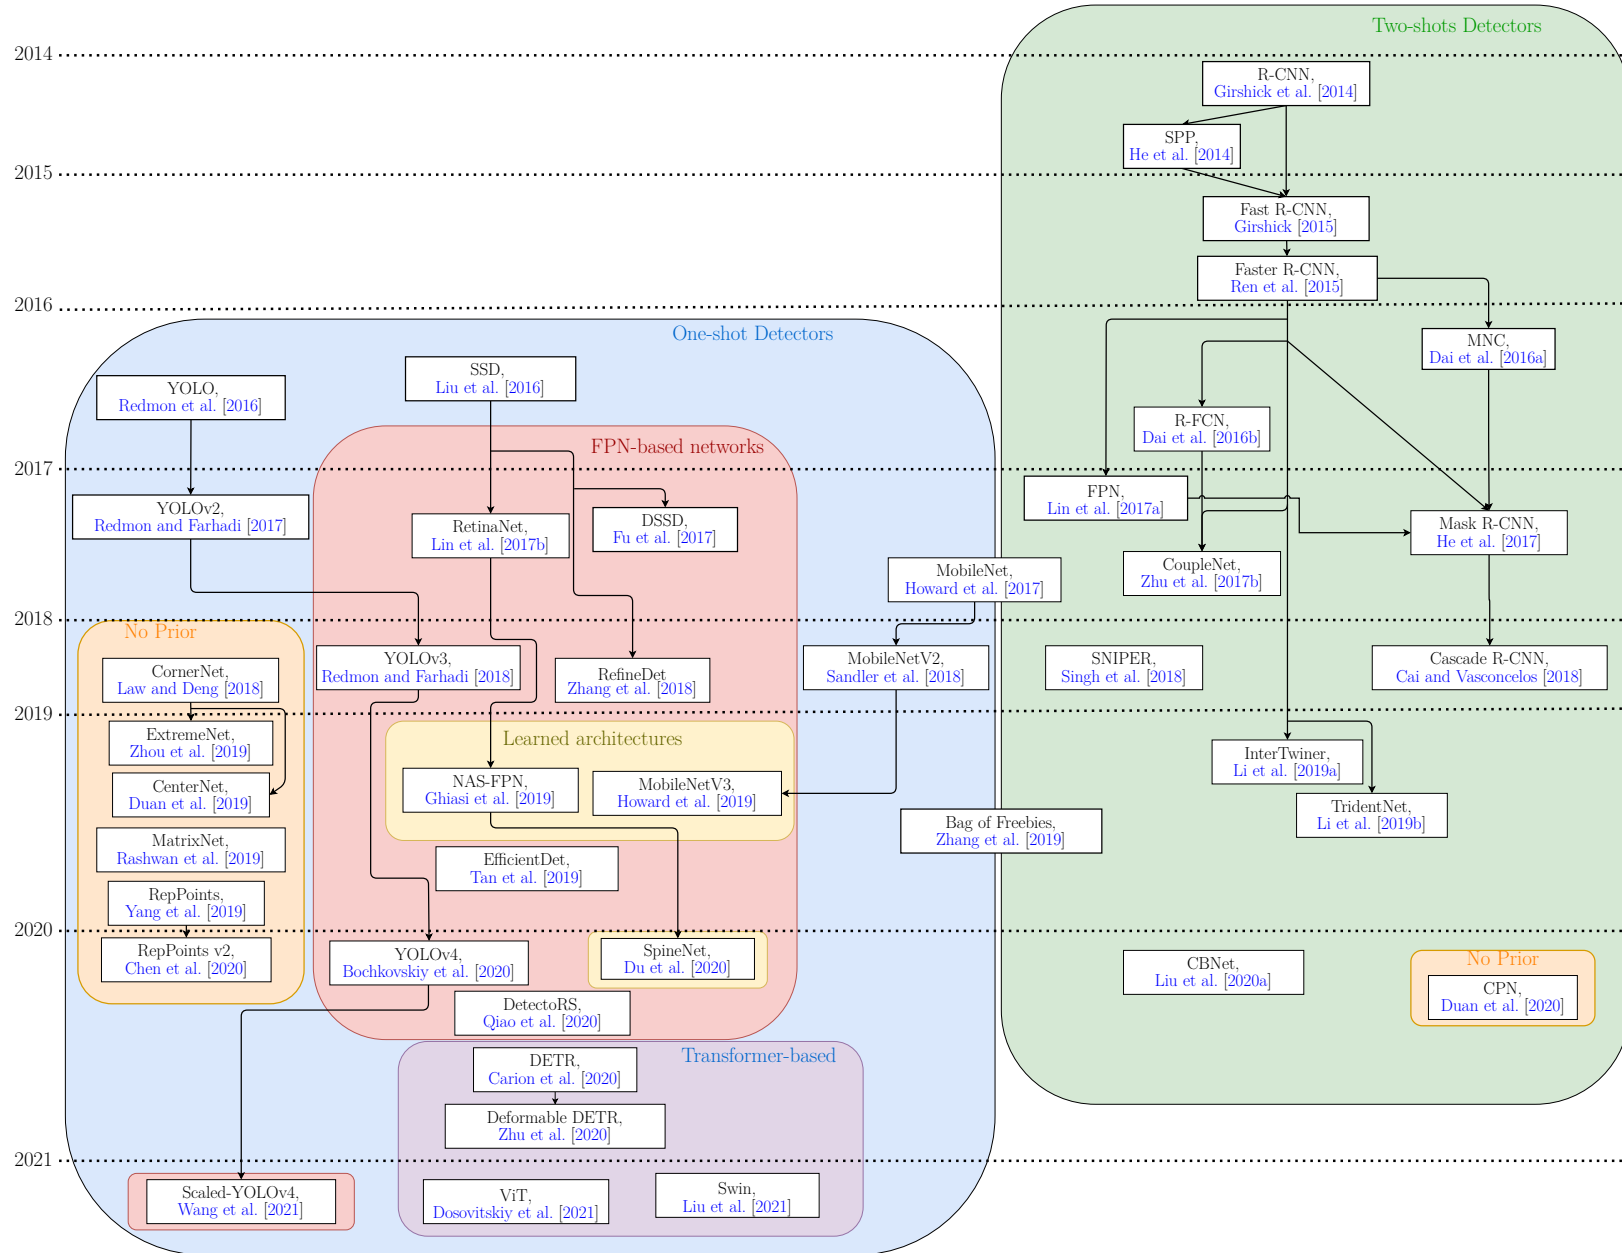 Two-shots Detectors
2014
R-CNN,
Girshick et al. [2014]
SPP,
He et al. [2014]
2015
Fast R-CNN,
Girshick [2015]
Faster R-CNN,
Ren et al. [2015]
2016
One-shot Detectors
MNC,
Dai et al. [2016a]
SSD,
Liu et al. [2016]
YOLO,
Redmon et al. [2016]
R-FCN,
Dai et al. [2016b]
FPN-based networks
2017
FPN,
Lin et al. [2017a]
YOLOv2,
Redmon and Farhadi [2017]
RetinaNet,
Lin et al. [2017b]
DSSD,
Fu et al. [2017]
Mask R-CNN,
He et al. [2017]
CoupleNet,
Zhu et al. [2017b]
MobileNet,
Howard et al. [2017]
2018
No Prior
CornerNet,
Law and Deng [2018]
YOLOv3,
Redmon and Farhadi [2018]
RefineDet
Zhang et al. [2018]
MobileNetV2,
Sandler et al. [2018]
SNIPER,
Singh et al. [2018]
Cascade R-CNN,
Cai and Vasconcelos [2018]
2019
ExtremeNet,
Zhou et al. [2019]
Learned architectures
InterTwiner,
Li et al. [2019a]
CenterNet,
Duan et al. [2019]
NAS-FPN,
Ghiasi et al. [2019]
MobileNetV3,
Howard et al. [2019]
TridentNet,
Li et al. [2019b]
Bag of Freebies,
Zhang et al. [2019]
MatrixNet,
Rashwan et al. [2019]
EfficientDet,
Tan et al. [2019]
RepPoints,
Yang et al. [2019]
2020
RepPoints v2,
Chen et al. [2020]
YOLOv4,
Bochkovskiy et al. [2020]
SpineNet,
Du et al. [2020]
CBNet,
Liu et al. [2020a]
No Prior
CPN,
Duan et al. [2020]
DetectoRS,
Qiao et al. [2020]
Transformer-based
DETR,
Carion et al. [2020]
Deformable DETR,
Zhu et al. [2020]
2021
Scaled-YOLOv4,
Wang et al. [2021]
ViT,
Dosovitskiy et al. [2021]
Swin,
Liu et al. [2021]